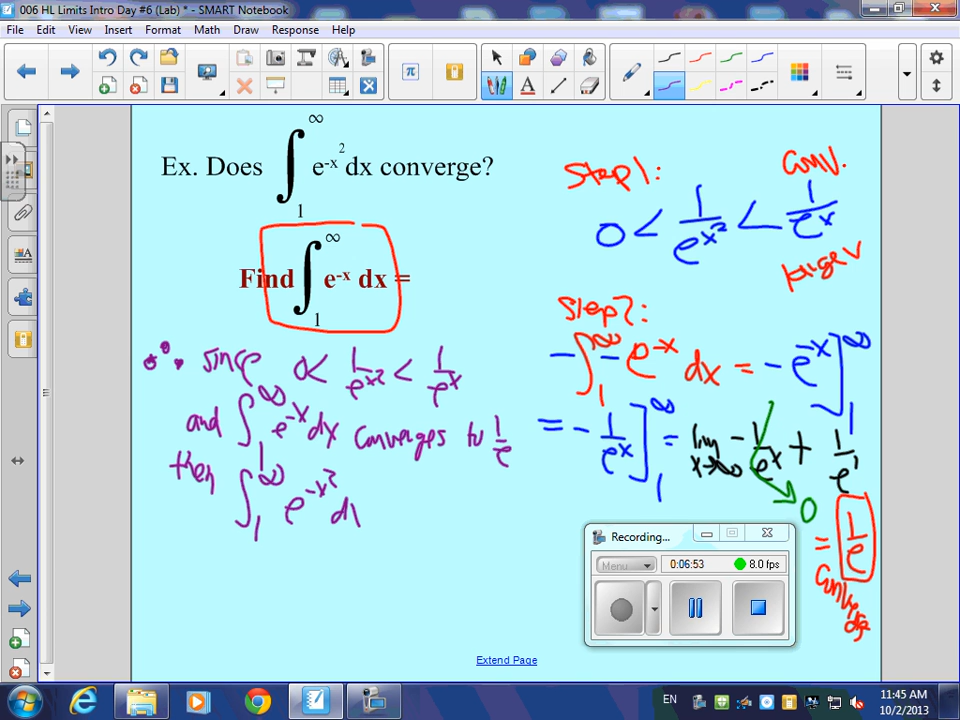 006 HL Limits Intro Day #6 (Lab) * - SMART Notebook
File Edit View Insert Format Math Draw Response Help
Ex. Does ∫₁^∞ e^-x^2 dx converge?
Find ∫₁^∞ e^-x dx =
Step 1:
conv.
0 < 1/e^x² < 1/e^x
larger
Step 2:
- ∫₁^∞ -e^-x dx = -e^-x]₁^∞
= -1/e^x]₁^∞ = lim x→∞ -1/e^x + 1/e^1
0
= 1/e
converges
∴ since 0 < 1/e^x² < 1/e^x
and ∫₁^∞ e^-x dx converges to 1/e
then ∫₁^∞ e^-x² dx
Recording...
Menu
0:06:53
8.0 fps
Extend Page
EN
11:45 AM
10/2/2013